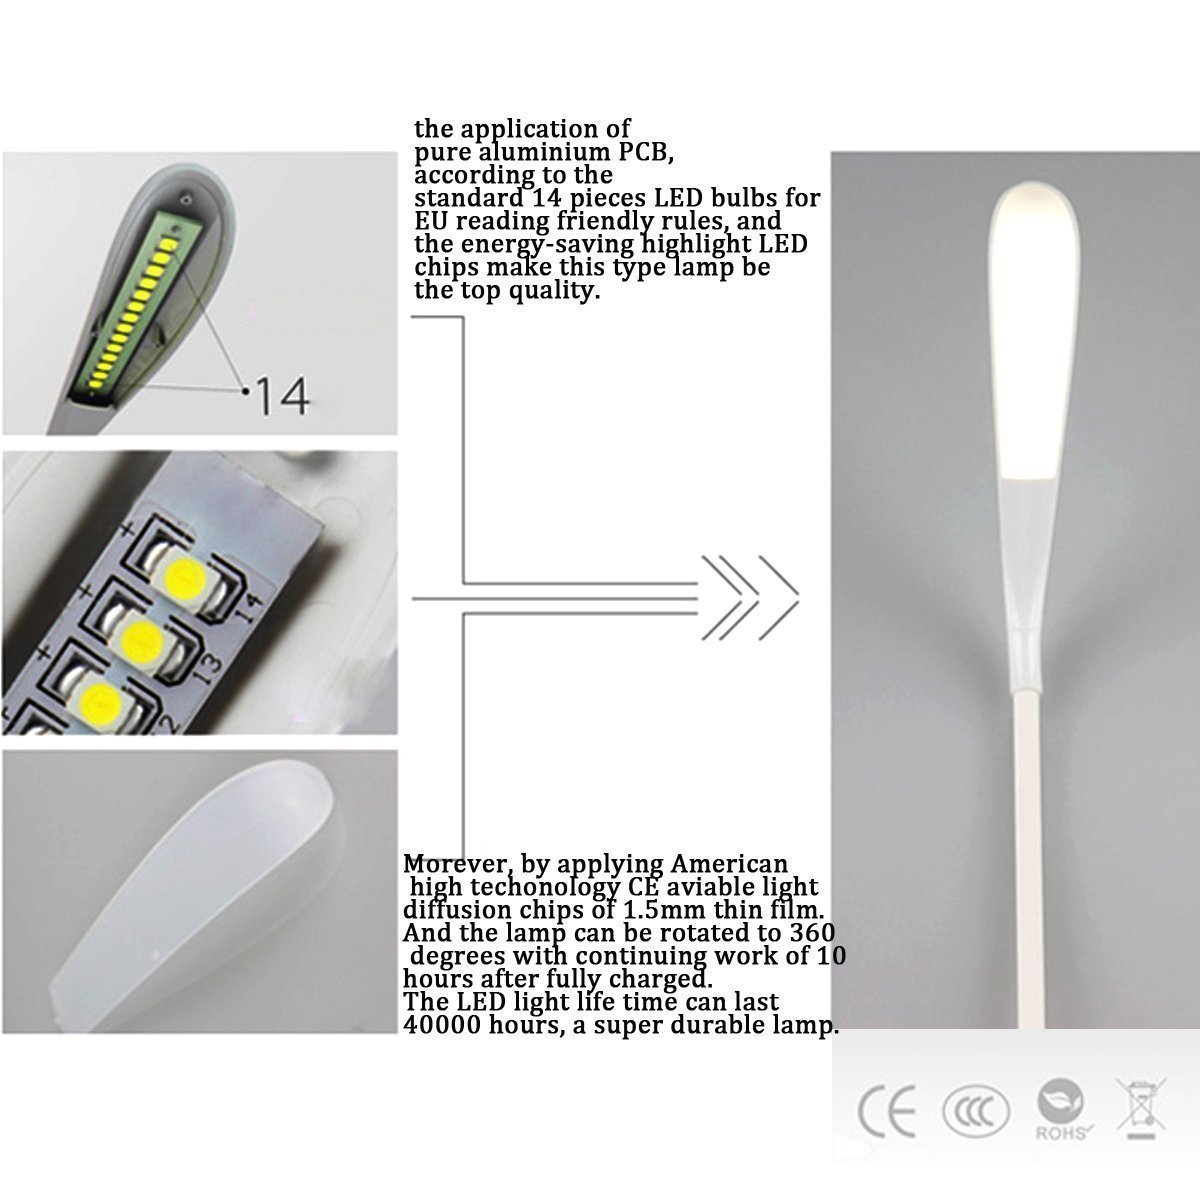 the application of
pure aluminium PCB,
according to the
standard 14 pieces LED bulbs for
EU reading friendly rules, and
the energy-saving highlight LED
chips make this type lamp be
the top quality.
14
+
14
+
13
+
2
Morever, by applying American
high techonology CE aviable light
diffusion chips of 1.5mm thin film.
And the lamp can be rotated to 360
degrees with continuing work of 10
hours after fully charged.
The LED light life time can last
40000 hours, a super durable lamp.
CE
CCC
ROHS